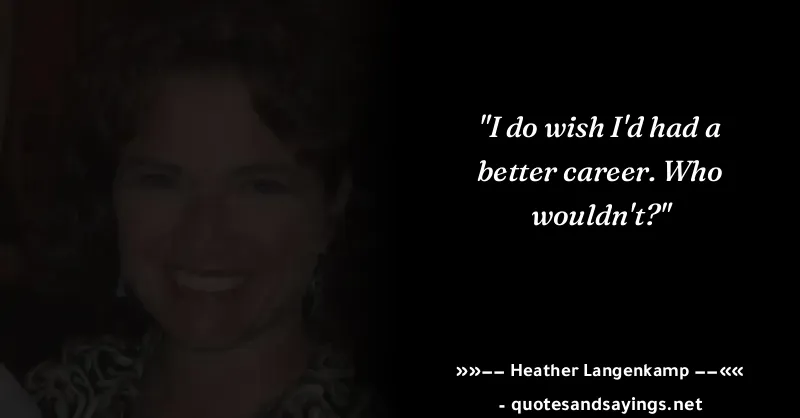 "I do wish I'd had a
better career. Who
wouldn't?"
»»−− Heather Langenkamp −−««
- quotesandsayings.net